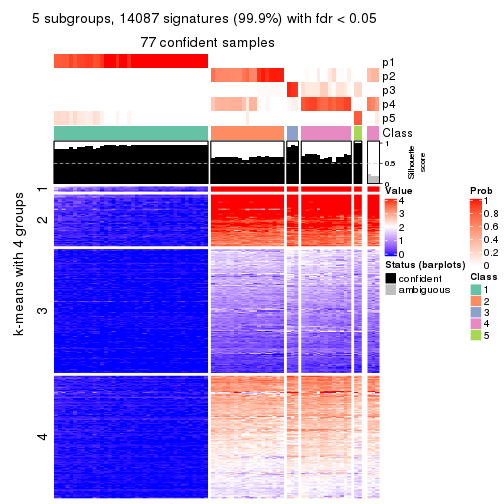 5 subgroups, 14087 signatures (99.9%) with fdr < 0.05
77 confident samples
p1
p2
p3
p4
p5
Class
1
0.5
0
Silhouette
score
k-means with 4 groups
1
2
3
4
Value
4
3
2
1
0
Status (barplots)
confident
ambiguous
Prob
1
0.8
0.6
0.4
0.2
0
Class
1
2
3
4
5